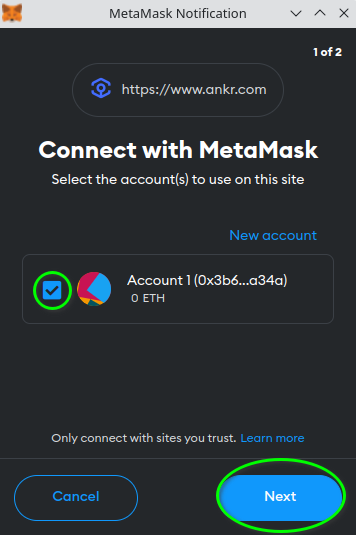 MetaMask Notification
1 of 2
https://www.ankr.com
Connect with MetaMask
Select the account(s) to use on this site
New account
Account 1 (0x3b6...a34a)
0 ETH
Only connect with sites you trust. Learn more
Cancel
Next